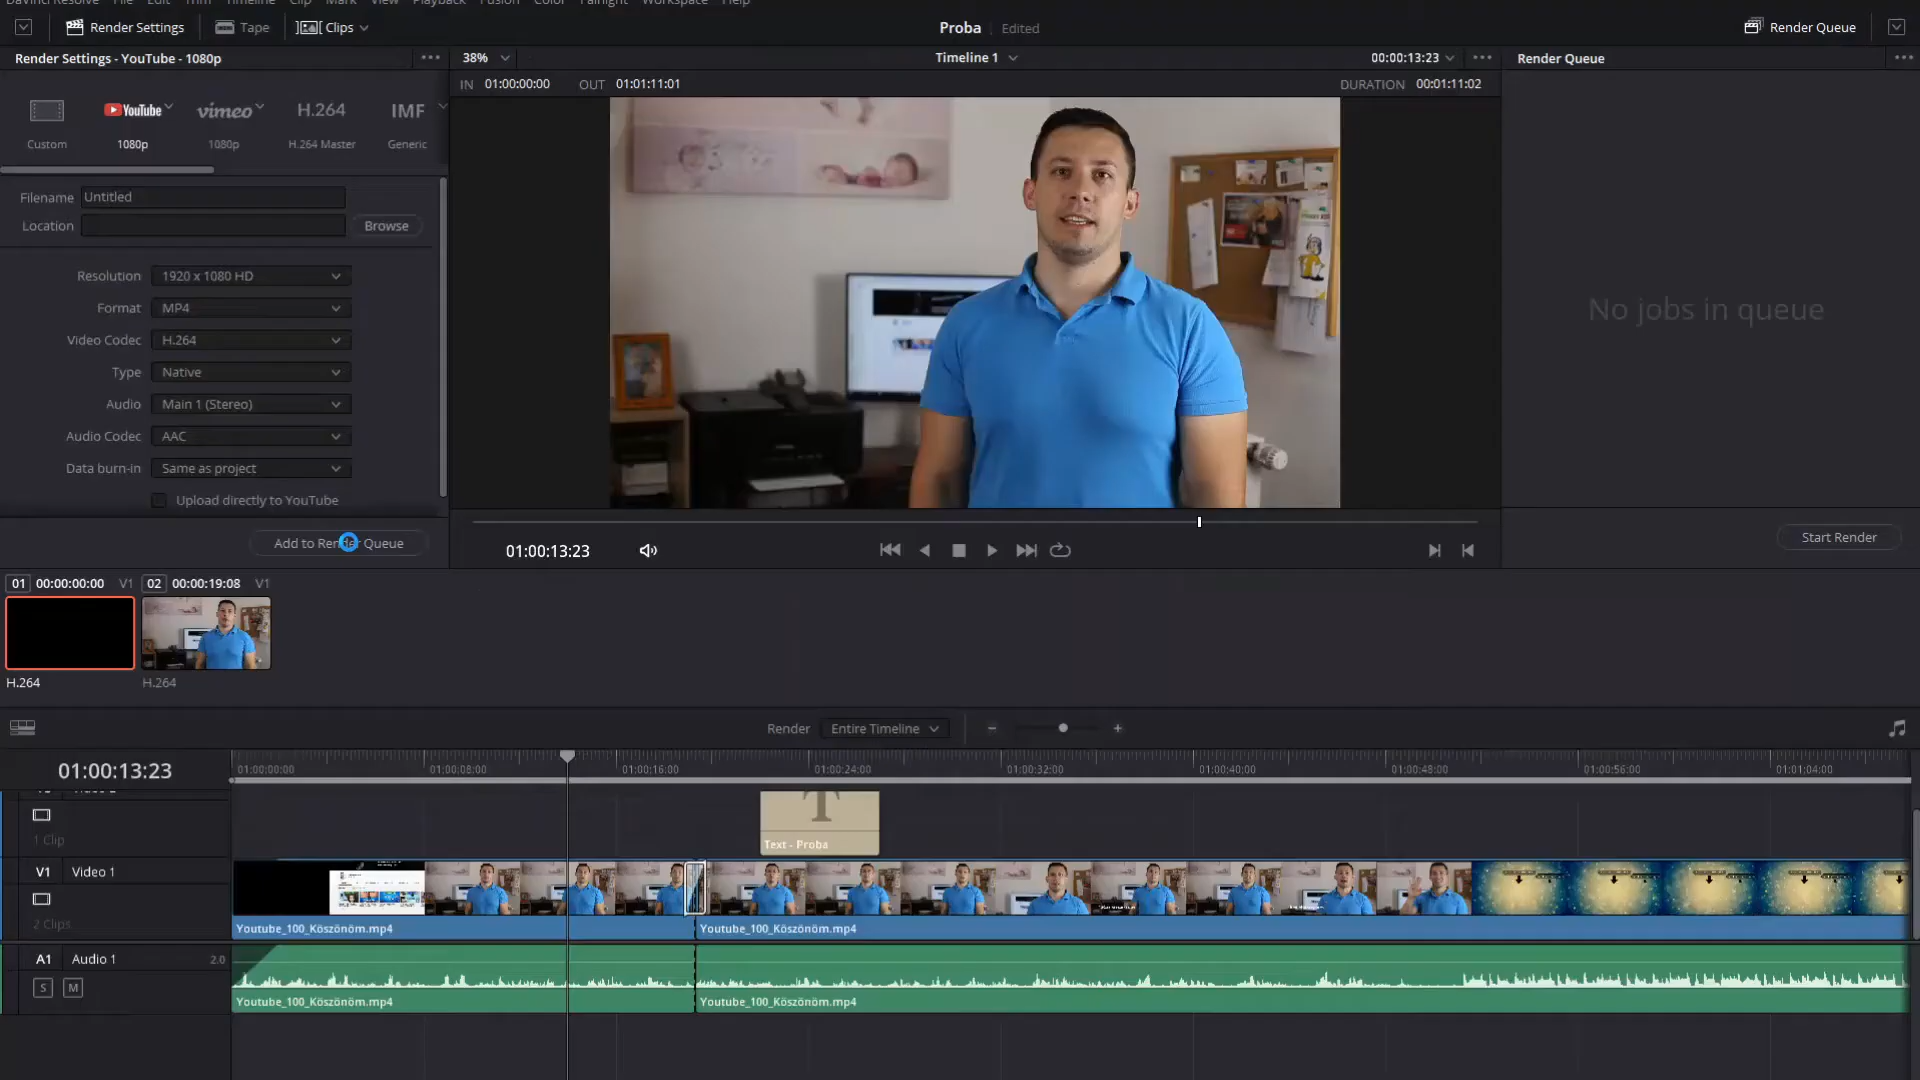 DaVinci Resolve File Edit Trim Timeline Clip Mark View Playback Fusion Color Fairlight Workspace Help
Render Settings Tape Clips Proba Edited Render Queue
Render Settings - YouTube - 1080p 38% Timeline 1 00:00:13:23 Render Queue
IN 01:00:00:00 OUT 01:01:11:01 DURATION 00:01:11:02
YouTube vimeo H.264 IMF
Custom 1080p 1080p H.264 Master Generic
Filename Untitled
Location Browse
Resolution 1920 x 1080 HD
Format MP4
No jobs in queue
Video Codec H.264
Type Native
Audio Main 1 (Stereo)
Audio Codec AAC
Data burn-in Same as project
Upload directly to YouTube
Add to Render Queue
01:00:13:23
Start Render
01 00:00:00:00 V1 02 00:00:19:08 V1
H.264 H.264
Render Entire Timeline
01:00:13:23
01:00:00:00 01:00:08:00 01:00:16:00 01:00:24:00 01:00:32:00 01:00:40:00 01:00:48:00 01:00:56:00 01:01:04:00
1 Clip
T
Text - Proba
V1 Video 1
2 Clips
Youtube_100_Köszönöm.mp4 Youtube_100_Köszönöm.mp4
A1 Audio 1 2.0
S M
Youtube_100_Köszönöm.mp4 Youtube_100_Köszönöm.mp4